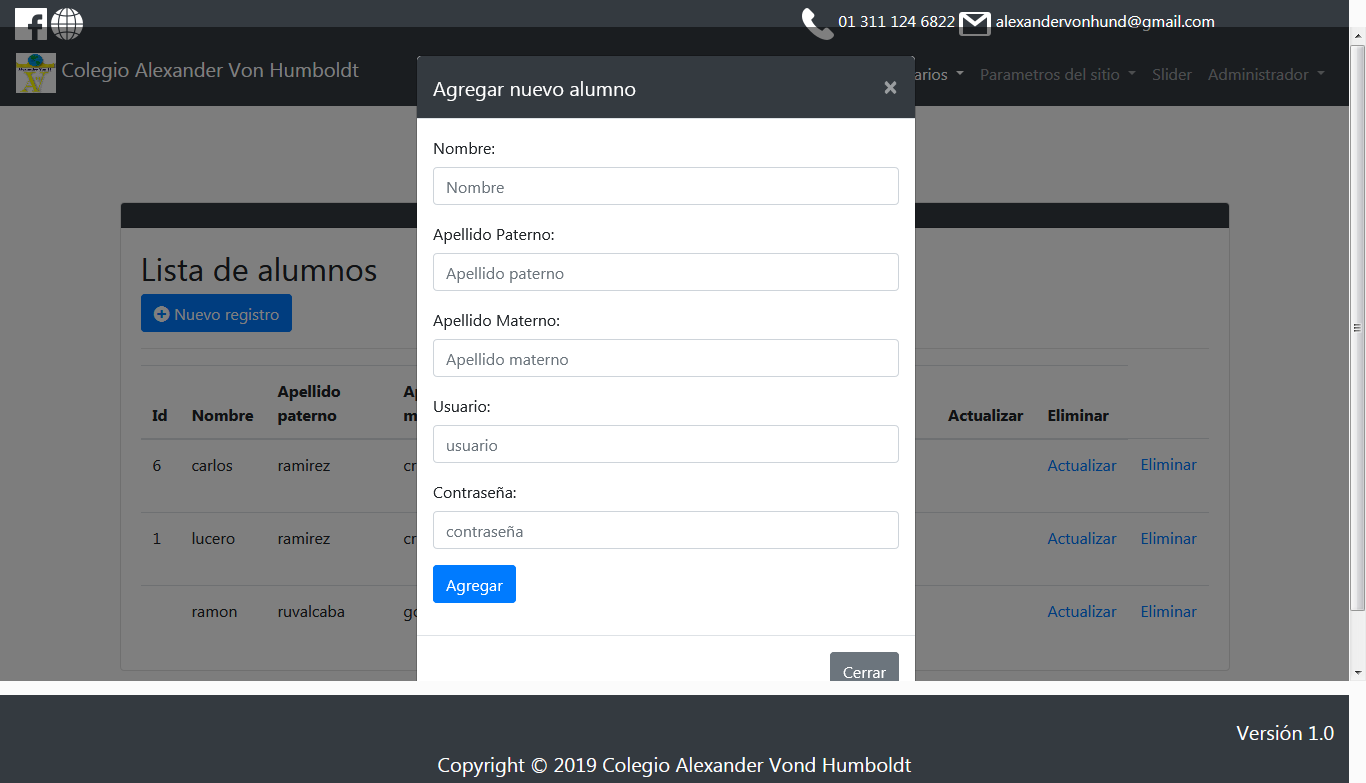 01 311 124 6822 alexandervonhund@gmail.com
Colegio Alexander Von Humboldt
arios Parametros del sitio Slider Administrador
Agregar nuevo alumno ×
Nombre:
Nombre
Apellido Paterno:
Apellido paterno
Apellido Materno:
Apellido materno
Usuario:
usuario
Contraseña:
contraseña
Agregar
Cerrar
Lista de alumnos
Nuevo registro
Id Nombre Apellido paterno Actualizar Eliminar
6 carlos ramirez cr Actualizar Eliminar
1 lucero ramirez cr Actualizar Eliminar
ramon ruvalcaba go Actualizar Eliminar
Versión 1.0
Copyright © 2019 Colegio Alexander Vond Humboldt